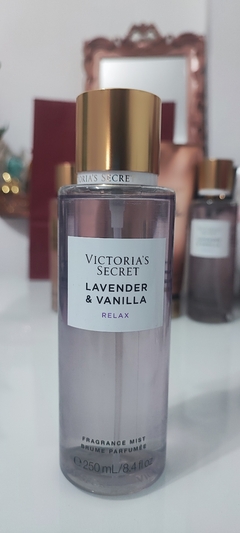 VICTORIA'S
SECRET
LAVENDER
& VANILLA
RELAX
FRAGRANCE MIST
BRUME PARFUMÉE
℮ 250 mL/8.4 fl oz